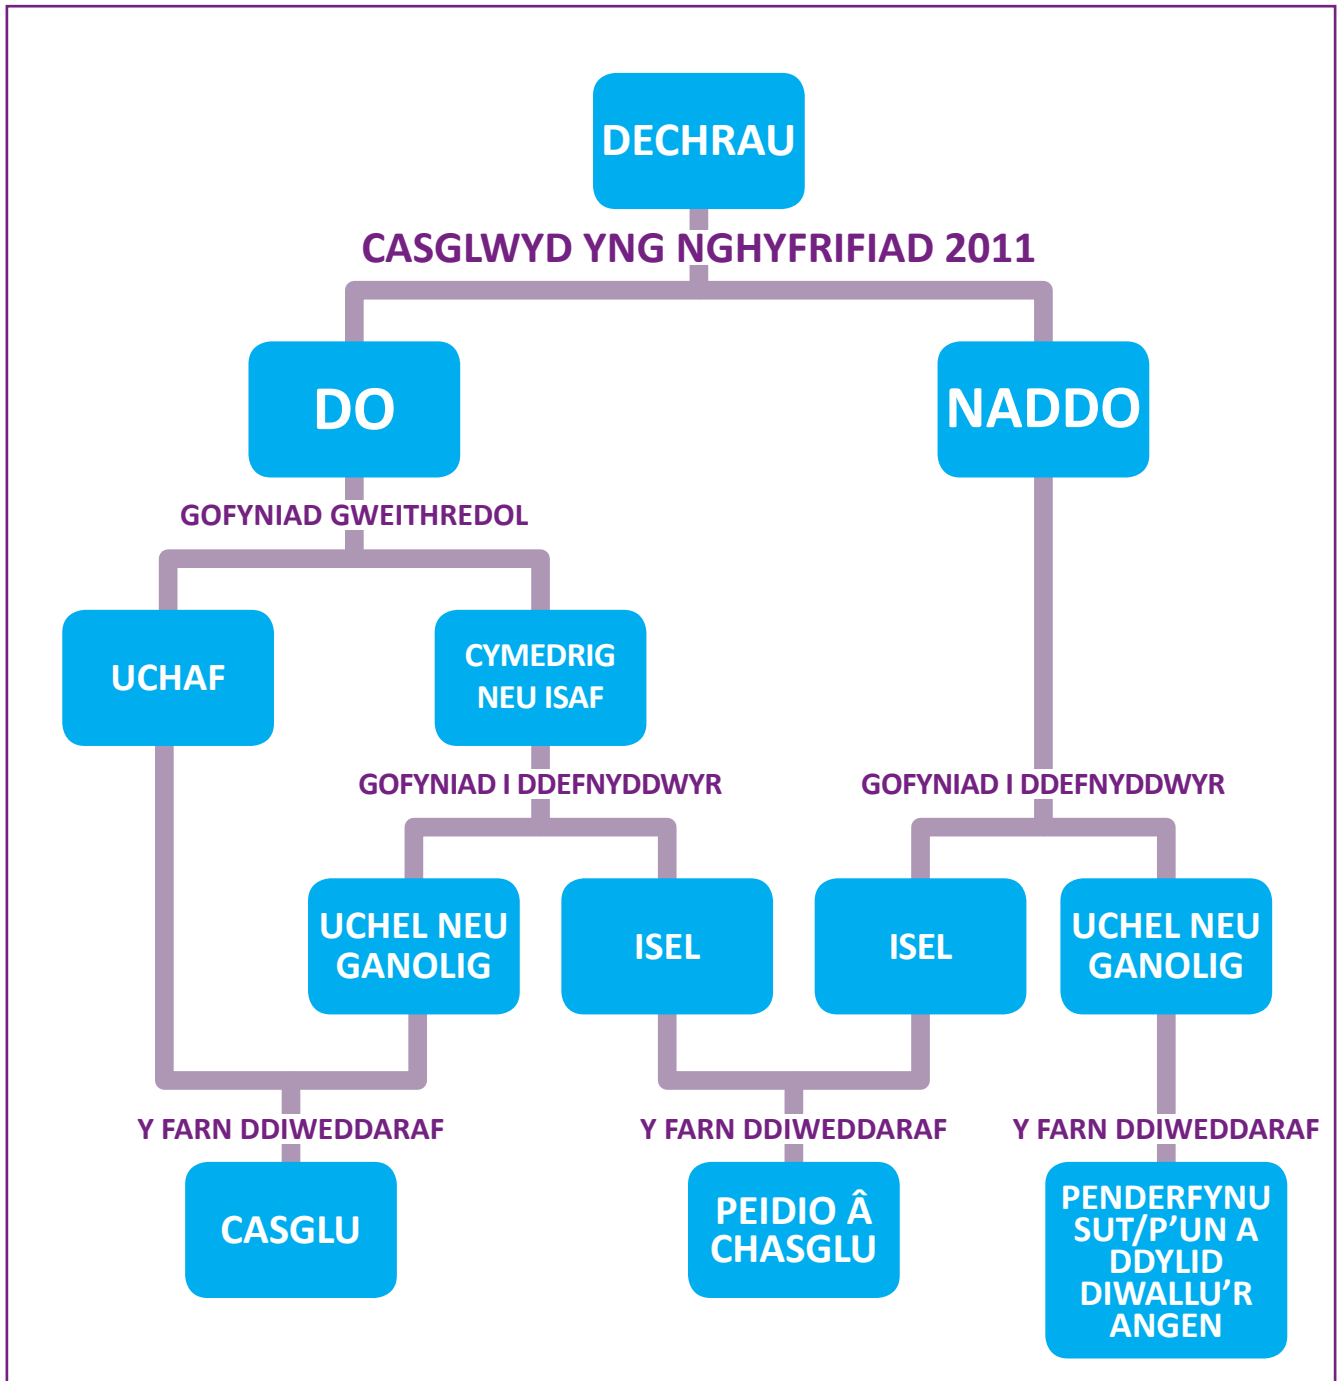 DECHRAU
CASGLWYD YNG NGHYFRIFIAD 2011
DO
NADDO
GOFYNIAD GWEITHREDOL
UCHAF
CYMEDRIG
NEU ISAF
GOFYNIAD I DDEFNYDDWYR
GOFYNIAD I DDEFNYDDWYR
UCHEL NEU
GANOLIG
ISEL
ISEL
UCHEL NEU
GANOLIG
Y FARN DDIWEDDARAF
Y FARN DDIWEDDARAF
Y FARN DDIWEDDARAF
CASGLU
PEIDIO Â
CHASGLU
PENDERFYNU
SUT/P’UN A
DDYLID
DIWALLU’R
ANGEN